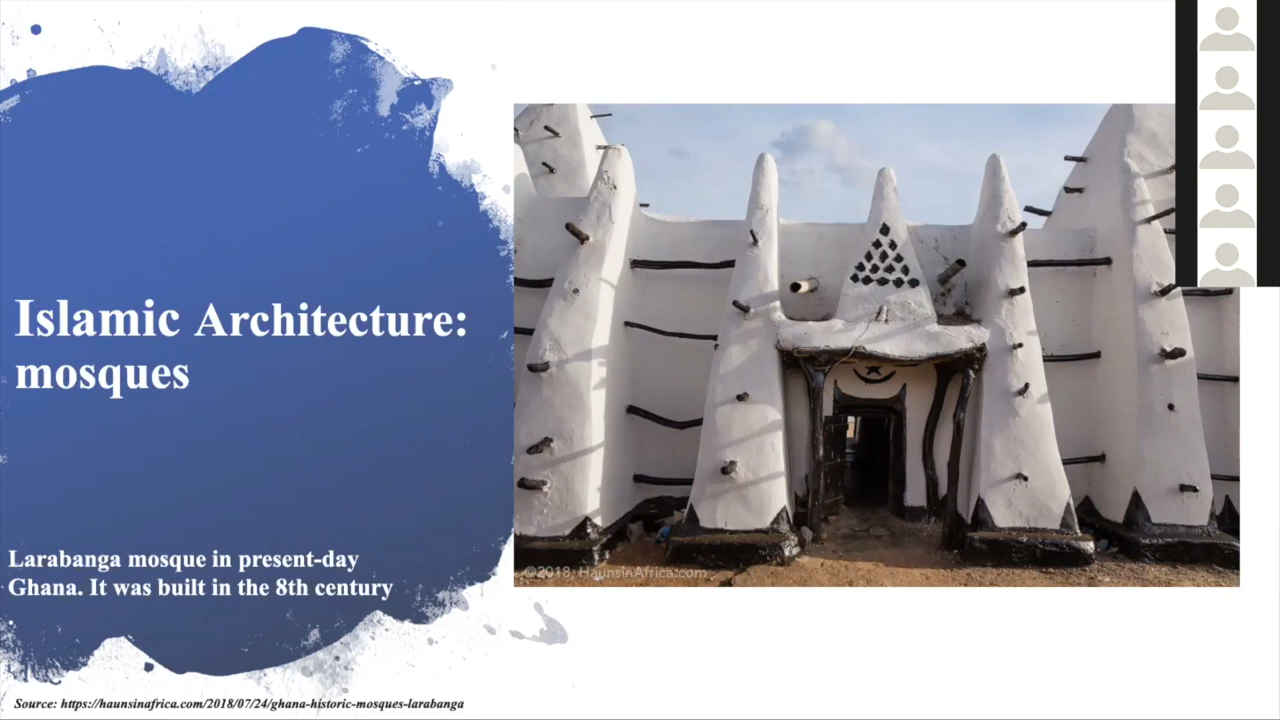 Islamic Architecture:
mosques
Larabanga mosque in present-day
Ghana. It was built in the 8th century
©2018, HaunsinAfrica.com
Source: https://haunsinafrica.com/2018/07/24/ghana-historic-mosques-larabanga